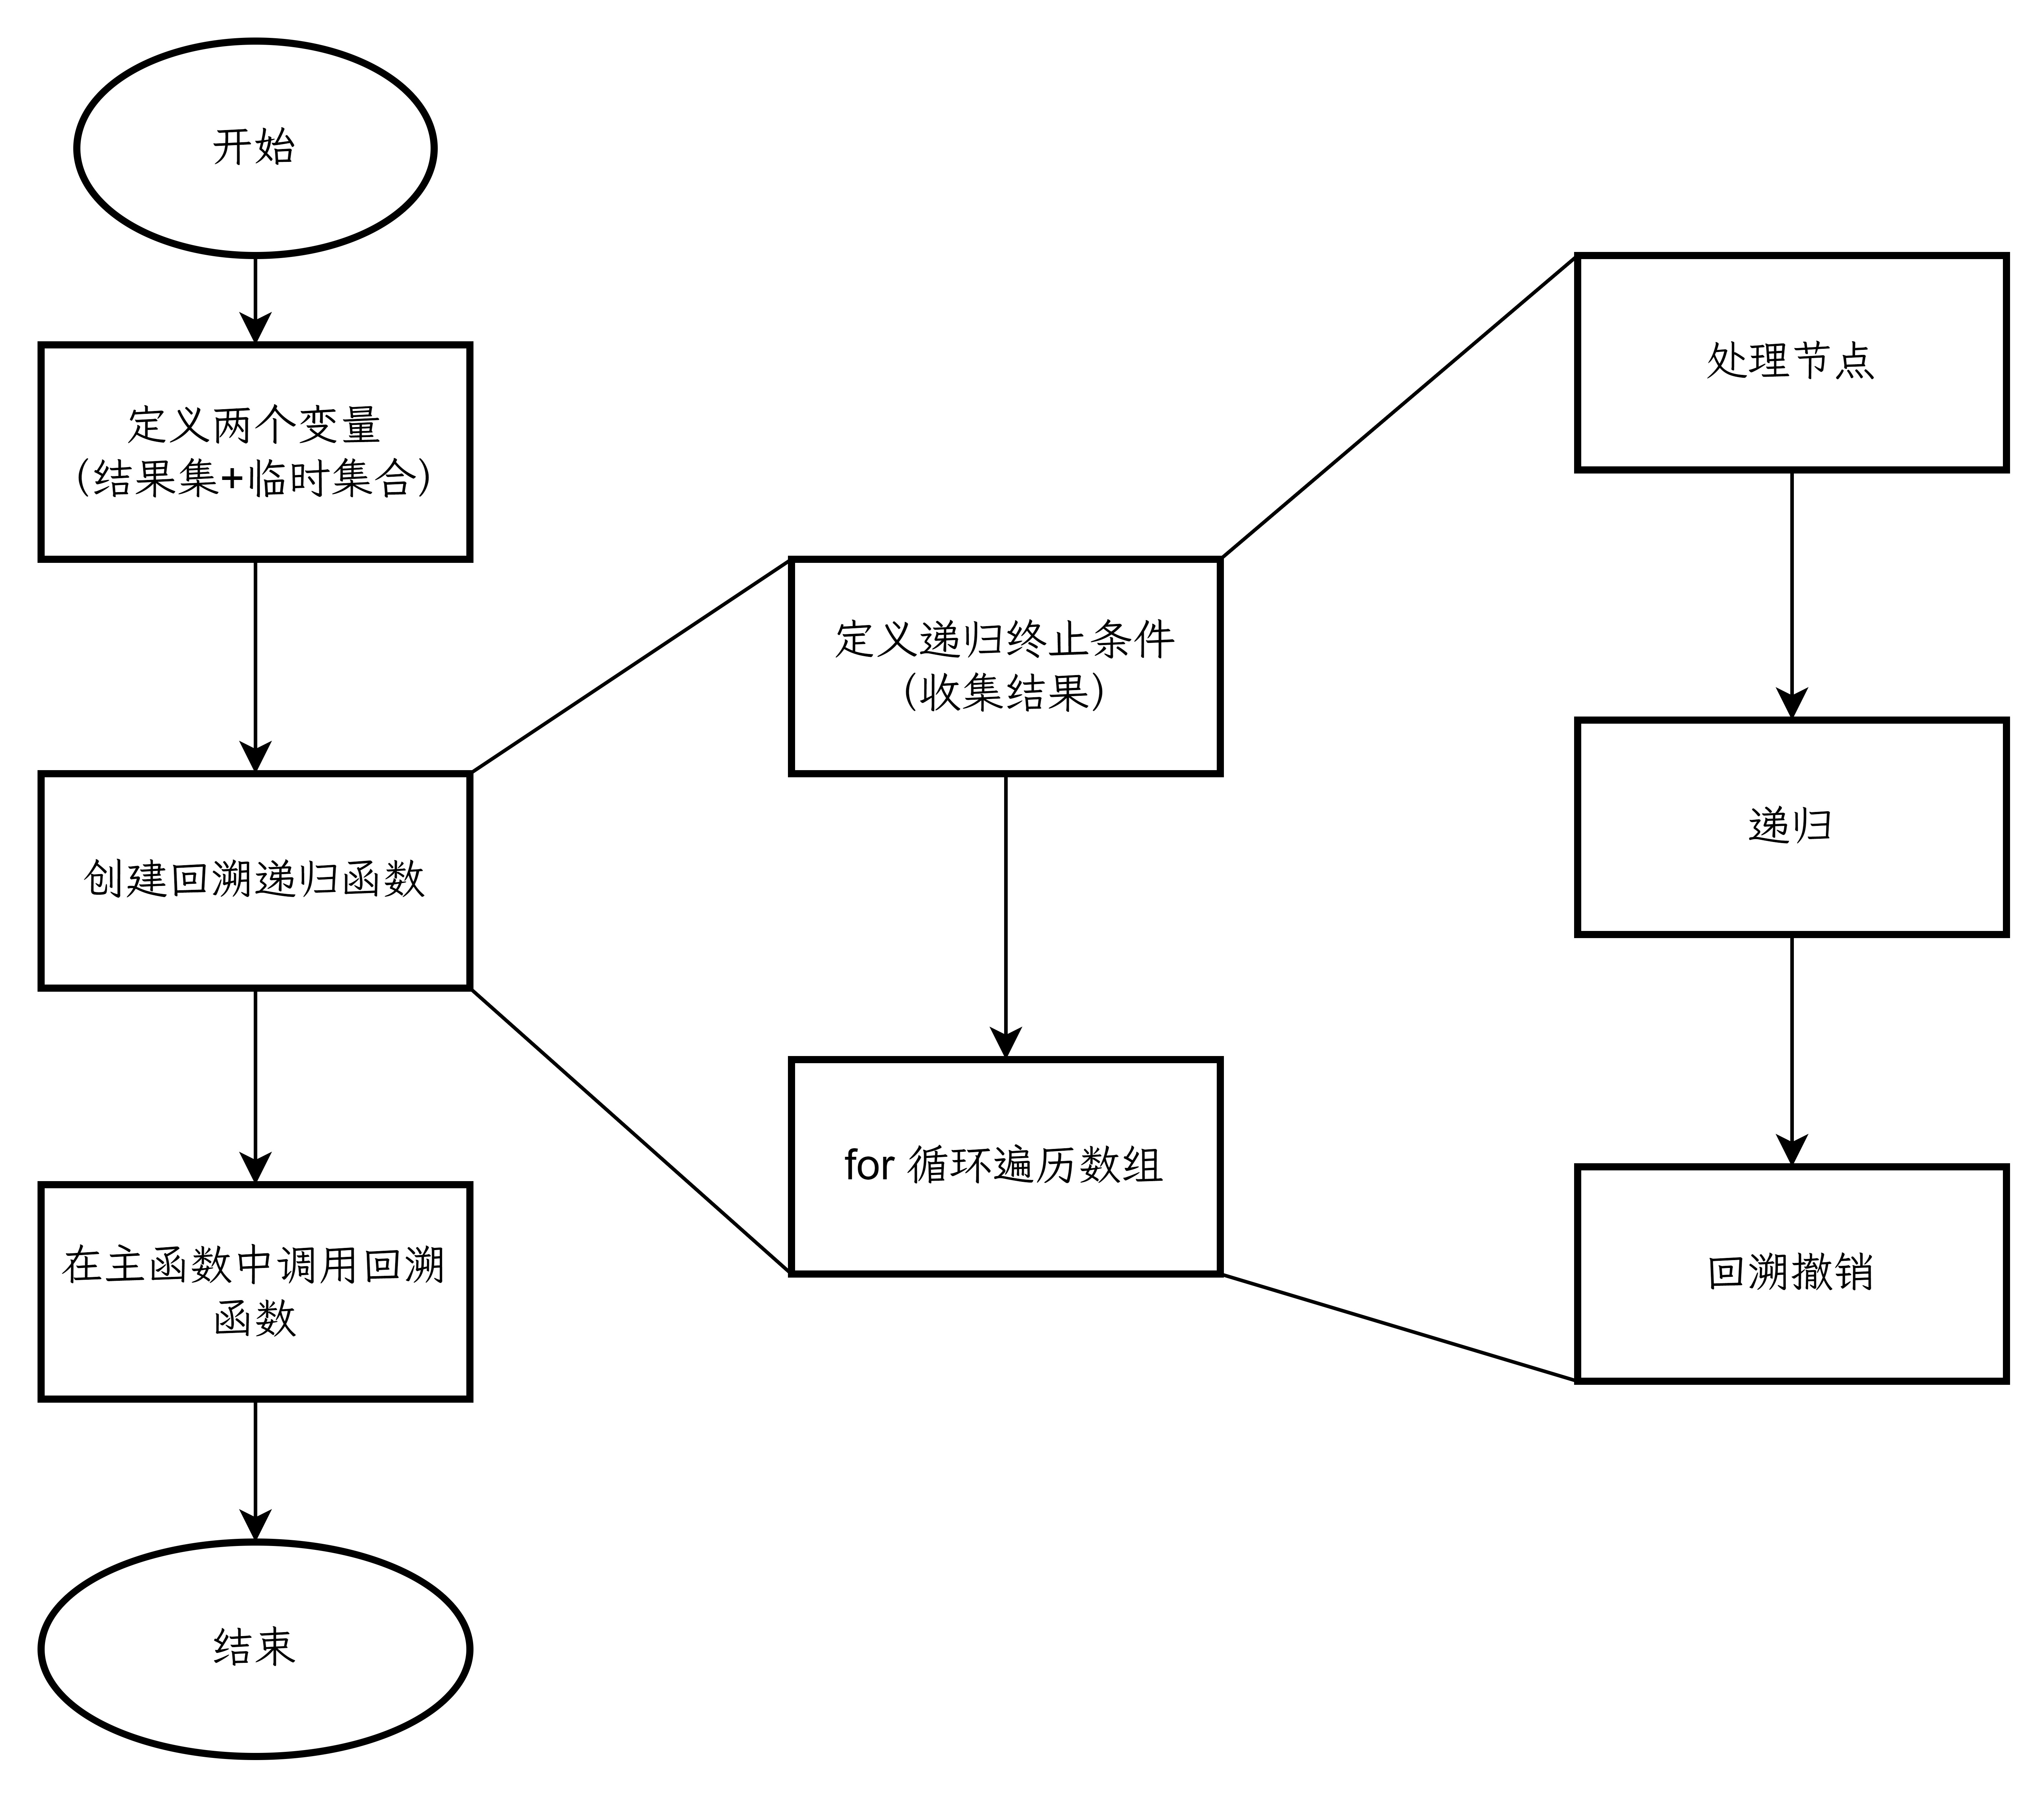 开始
定义两个变量
（结果集+临时集合）
创建回溯递归函数
在主函数中调用回溯
函数
结束
定义递归终止条件
（收集结果）
for 循环遍历数组
处理节点
递归
回溯撤销